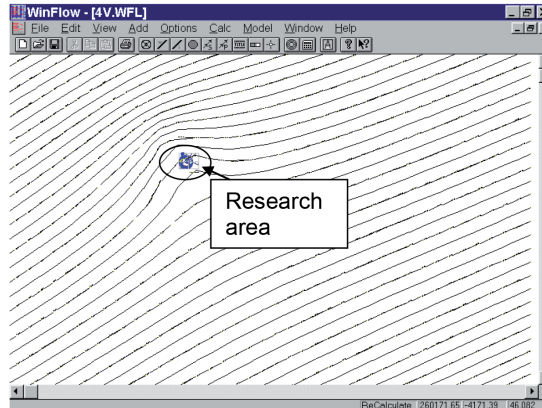 WinFlow - [4V.WFL]
File Edit View Add Options Calc Model Window Help
Research
area
ReCalculate 260171.65 -4171.39 46.082